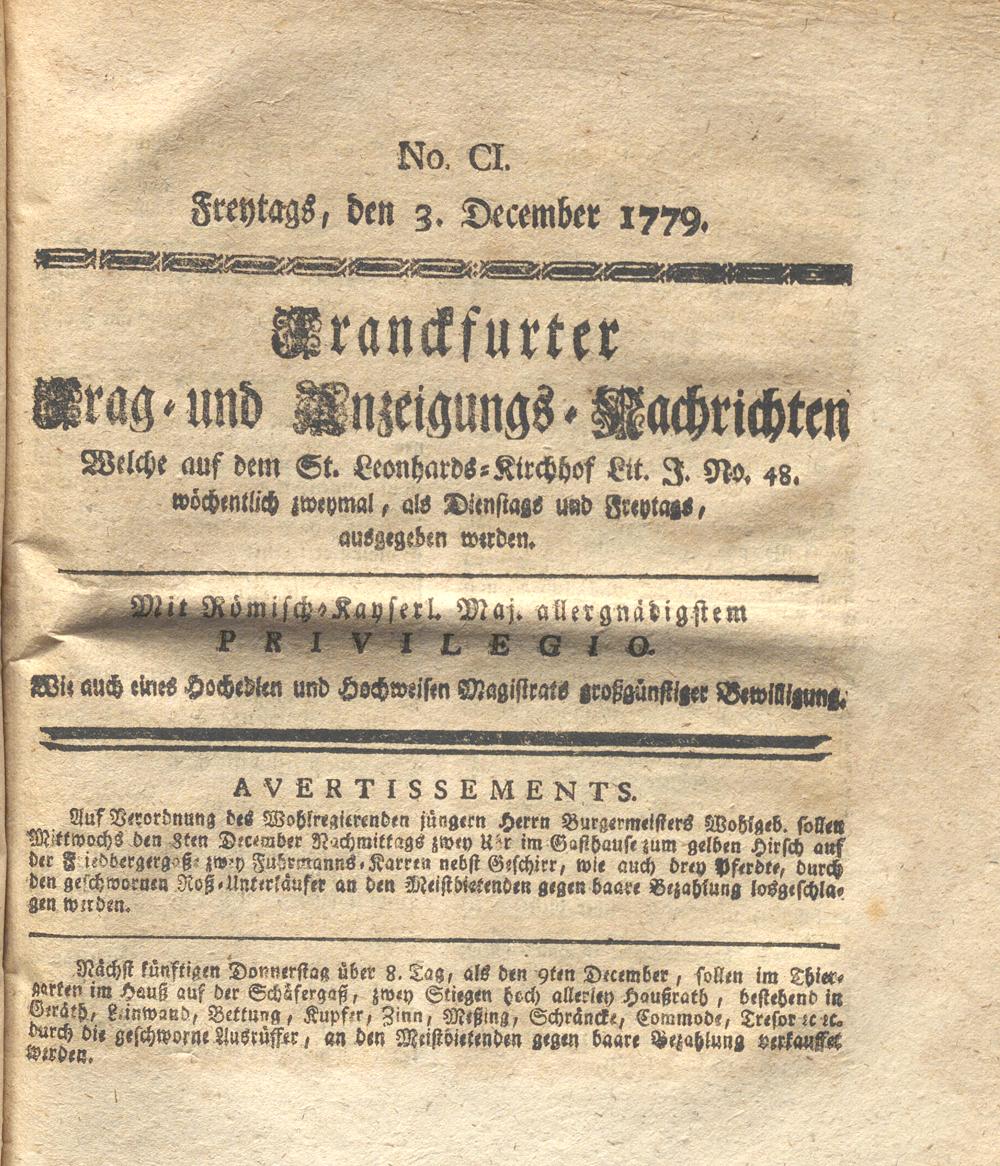 No. CI.
Freytags, den 3. December 1779.
Franckfurter
Frag-und Anzeigungs-Nachrichten
Welche auf dem St. Leonhards-Kirchhof Lit. J. No. 48.
wöchentlich zweymal, als Dienstags und Freytags,
ausgegeben werden.
Mit Römisch-Kayserl. Maj. allergnädigstem
PRIVILEGIO.
Wie auch eines Hochedlen und Hochweisen Magistrats großgünstiger Bewilligung.
AVERTISSEMENTS.
Auf Verordnung des Wohlregierenden jüngern Herrn Burgermeisters Wohlgeb. sollen
Mittwochs den 8ten December Nachmittags zwey Uhr im Gasthause zum gelben Hirsch auf
der Friedbergergaße zwey Fuhrmanns-Karren nebst Geschirr, wie auch drey Pferdte, durch
den geschwornen Roß-Unterläufer an den Meistbietenden gegen baare Bezahlung losgeschla-
gen werden.
Nächst künftigen Donnerstag über 8. Tag, als den 9ten December, sollen im Thier-
garten im Hauß auf der Schäfergaß, zwey Stiegen hoch allerley Haußrath, bestehend in
Geräth, Leinwand, Bettung, Kupfer, Zinn, Meßing, Schräncke, Commode, Tresor ꝛc ꝛc.
durch die geschworne Ausrüffer, an den Meistbietenden gegen baare Bezahlung verkauffet
werden.